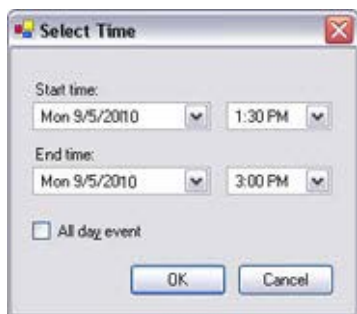 Select Time
Start time:
Mon 9/5/2010 1:30 PM
End time:
Mon 9/5/2010 3:00 PM
All day event
OK Cancel